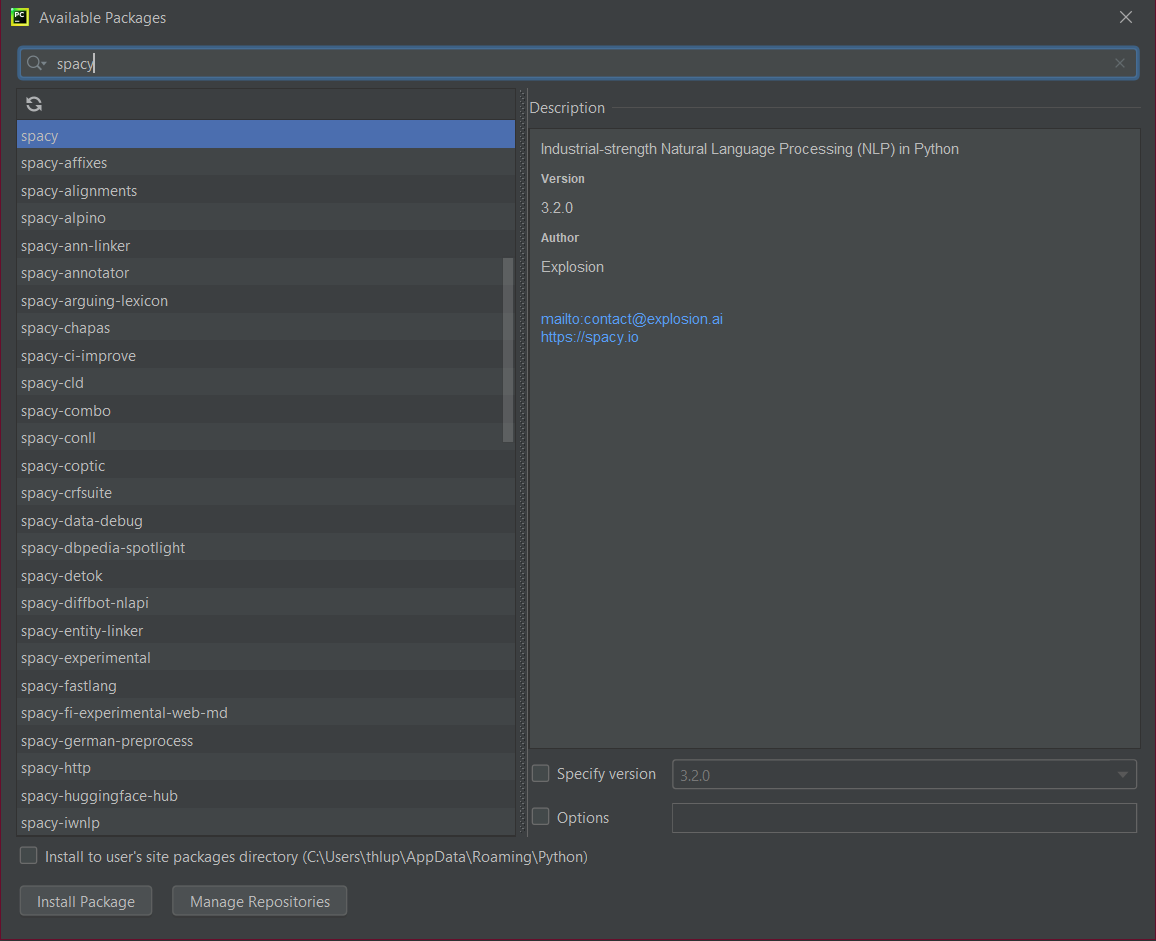 PC
Available Packages
spacy
spacy
spacy-affixes
spacy-alignments
spacy-alpino
spacy-ann-linker
spacy-annotator
spacy-arguing-lexicon
spacy-chapas
spacy-ci-improve
spacy-cld
spacy-combo
spacy-conll
spacy-coptic
spacy-crfsuite
spacy-data-debug
spacy-dbpedia-spotlight
spacy-detok
spacy-diffbot-nlapi
spacy-entity-linker
spacy-experimental
spacy-fastlang
spacy-fi-experimental-web-md
spacy-german-preprocess
spacy-http
spacy-huggingface-hub
spacy-iwnlp
Description
Industrial-strength Natural Language Processing (NLP) in Python
Version
3.2.0
Author
Explosion
mailto:contact@explosion.ai
https://spacy.io
Specify version
3.2.0
Options
Install to user's site packages directory (C:\Users\thlup\AppData\Roaming\Python)
Install Package
Manage Repositories